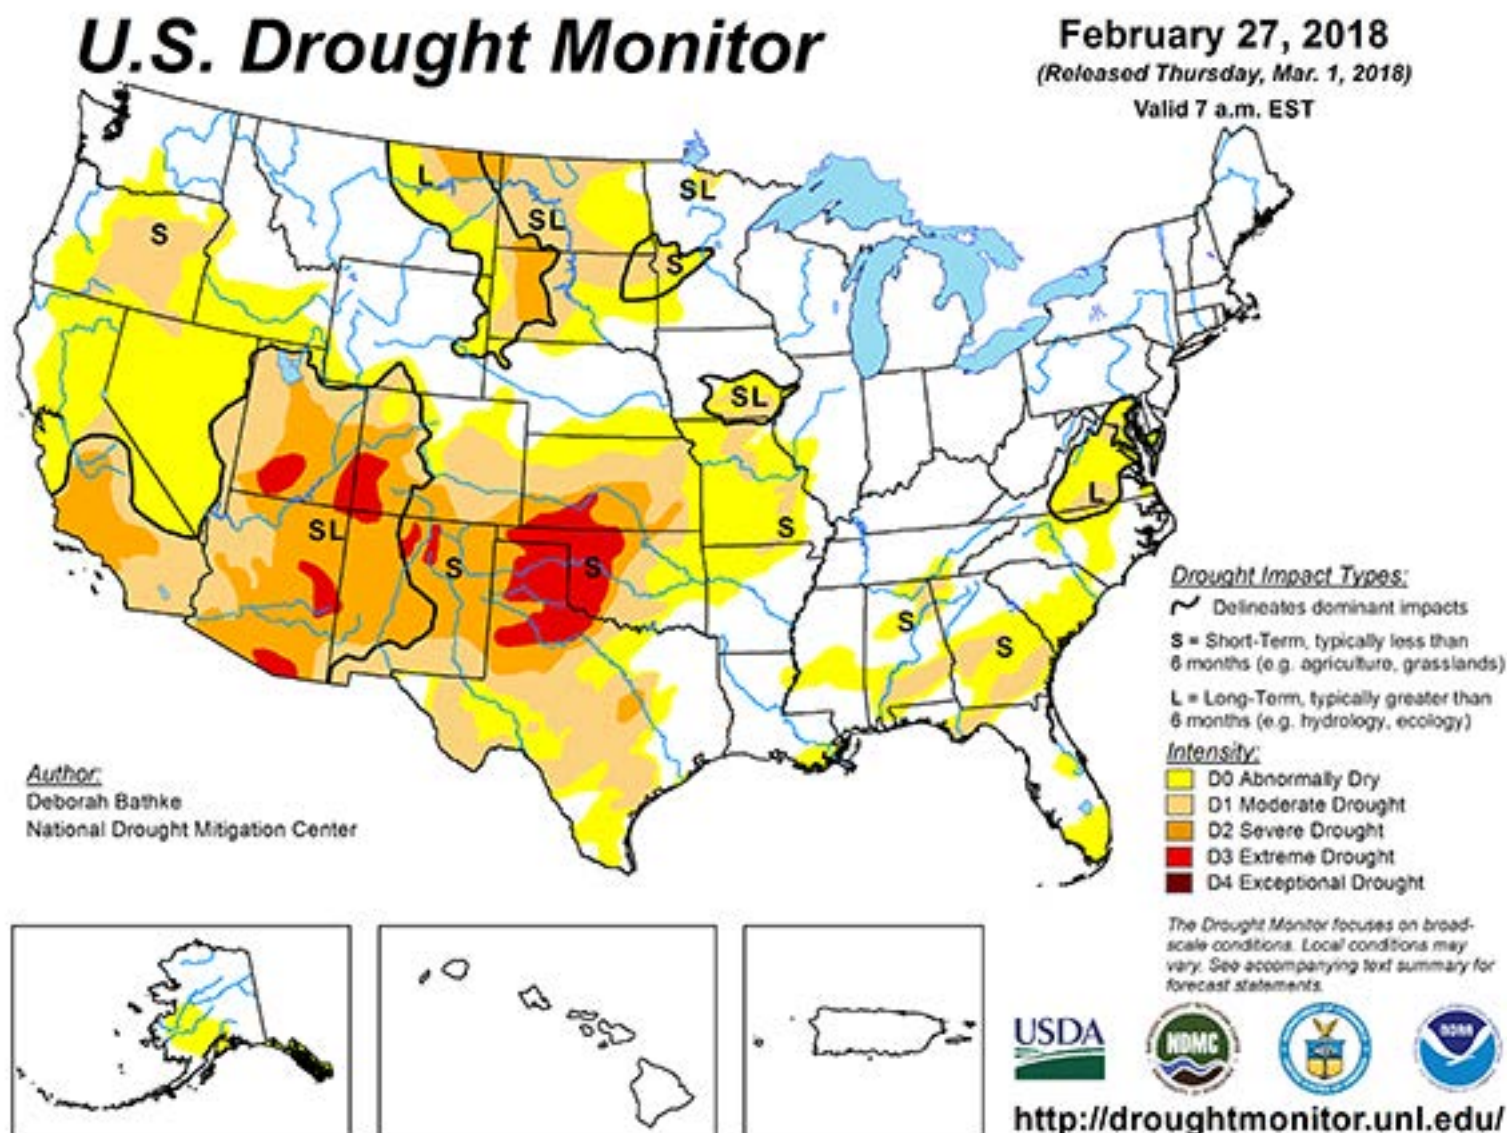 U.S. Drought Monitor
February 27, 2018
(Released Thursday, Mar. 1, 2018)
Valid 7 a.m. EST
L
SL
SL
S
S
SL
L
SL
S
S
S
S
S
Drought Impact Types:
Delineates dominant impacts
S = Short-Term, typically less than
6 months (e.g. agriculture, grasslands)
L = Long-Term, typically greater than
6 months (e.g. hydrology, ecology)
Intensity:
D0 Abnormally Dry
D1 Moderate Drought
D2 Severe Drought
D3 Extreme Drought
D4 Exceptional Drought
Author:
Deborah Bathke
National Drought Mitigation Center
The Drought Monitor focuses on broad-
scale conditions. Local conditions may
vary. See accompanying text summary for
forecast statements.
USDA
NDMC
NOAA
http://droughtmonitor.unl.edu/